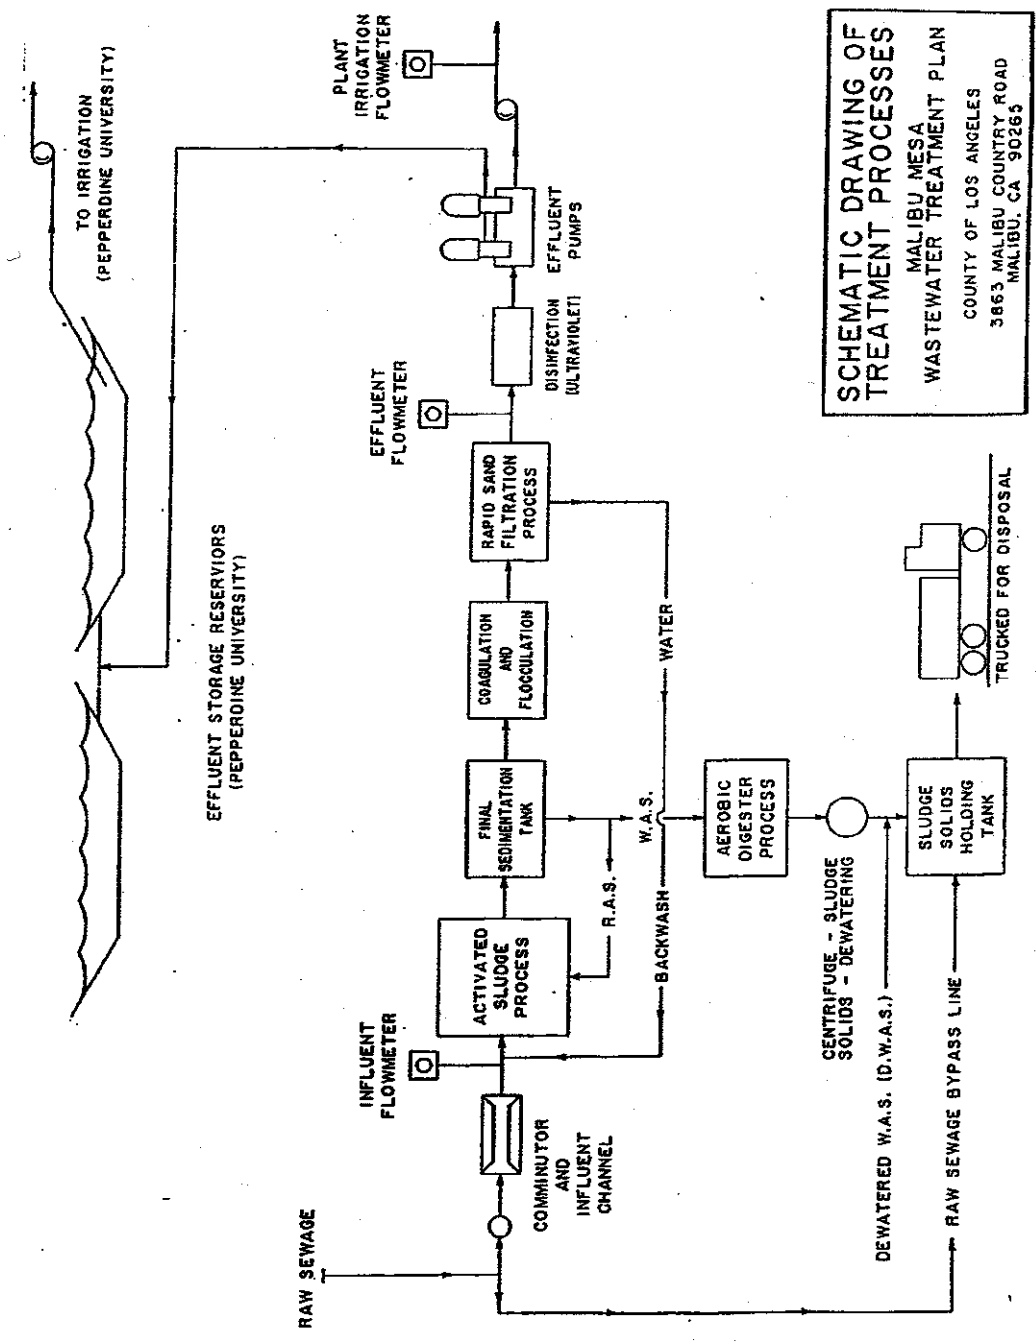 TO IRRIGATION
(PEPPERDINE UNIVERSITY)
EFFLUENT STORAGE RESERVIORS
(PEPPERDINE UNIVERSITY)
RAW SEWAGE
INFLUENT
FLOWMETER
EFFLUENT
FLOWMETER
PLANT
IRRIGATION
FLOWMETER
COMMINUTOR
AND
INFLUENT
CHANNEL
ACTIVATED
SLUDGE
PROCESS
FINAL
SEDIMENTATION
TANK
COAGULATION
AND
FLOCCULATION
RAPID SAND
FILTRATION
PROCESS
DISINFECTION
(ULTRAVIOLET)
EFFLUENT
PUMPS
R.A.S.
W.A.S.
BACKWASH
WATER
AEROBIC
DIGESTER
PROCESS
CENTRIFUGE - SLUDGE
SOLIDS - DEWATERING
DEWATERED W.A.S. (D.W.A.S.)
RAW SEWAGE BYPASS LINE
SLUDGE
SOLIDS
HOLDING
TANK
TRUCKED FOR DISPOSAL
SCHEMATIC DRAWING OF
TREATMENT PROCESSES
MALIBU MESA
WASTEWATER TREATMENT PLAN
COUNTY OF LOS ANGELES
3863 MALIBU COUNTRY ROAD
MALIBU, CA 90265